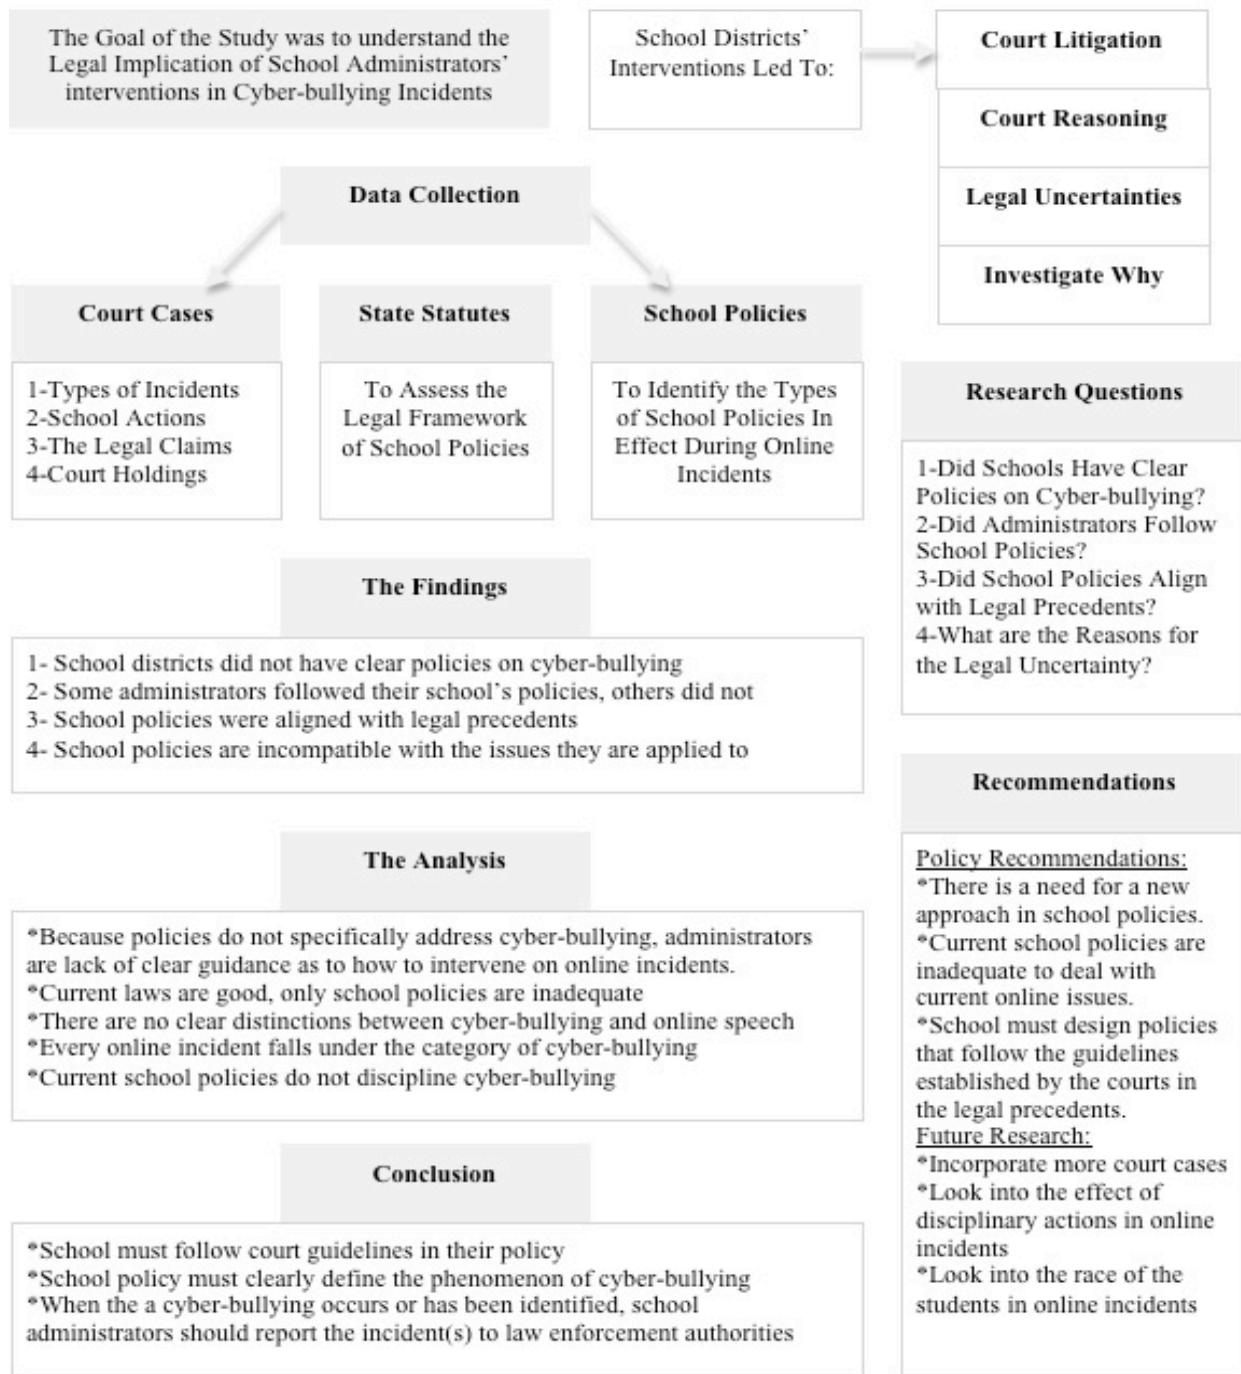 The Goal of the Study was to understand the
Legal Implication of School Administrators'
interventions in Cyber-bullying Incidents
School Districts'
Interventions Led To:
Court Litigation
Court Reasoning
Legal Uncertainties
Investigate Why
Data Collection
Court Cases
1-Types of Incidents
2-School Actions
3-The Legal Claims
4-Court Holdings
State Statutes
To Assess the
Legal Framework
of School Policies
School Policies
To Identify the Types
of School Policies In
Effect During Online
Incidents
Research Questions
1-Did Schools Have Clear
Policies on Cyber-bullying?
2-Did Administrators Follow
School Policies?
3-Did School Policies Align
with Legal Precedents?
4-What are the Reasons for
the Legal Uncertainty?
The Findings
1- School districts did not have clear policies on cyber-bullying
2- Some administrators followed their school's policies, others did not
3- School policies were aligned with legal precedents
4- School policies are incompatible with the issues they are applied to
The Analysis
*Because policies do not specifically address cyber-bullying, administrators
are lack of clear guidance as to how to intervene on online incidents.
*Current laws are good, only school policies are inadequate
*There are no clear distinctions between cyber-bullying and online speech
*Every online incident falls under the category of cyber-bullying
*Current school policies do not discipline cyber-bullying
Conclusion
*School must follow court guidelines in their policy
*School policy must clearly define the phenomenon of cyber-bullying
*When the a cyber-bullying occurs or has been identified, school
administrators should report the incident(s) to law enforcement authorities
Recommendations
Policy Recommendations:
*There is a need for a new
approach in school policies.
*Current school policies are
inadequate to deal with
current online issues.
*School must design policies
that follow the guidelines
established by the courts in
the legal precedents.
Future Research:
*Incorporate more court cases
*Look into the effect of
disciplinary actions in online
incidents
*Look into the race of the
students in online incidents